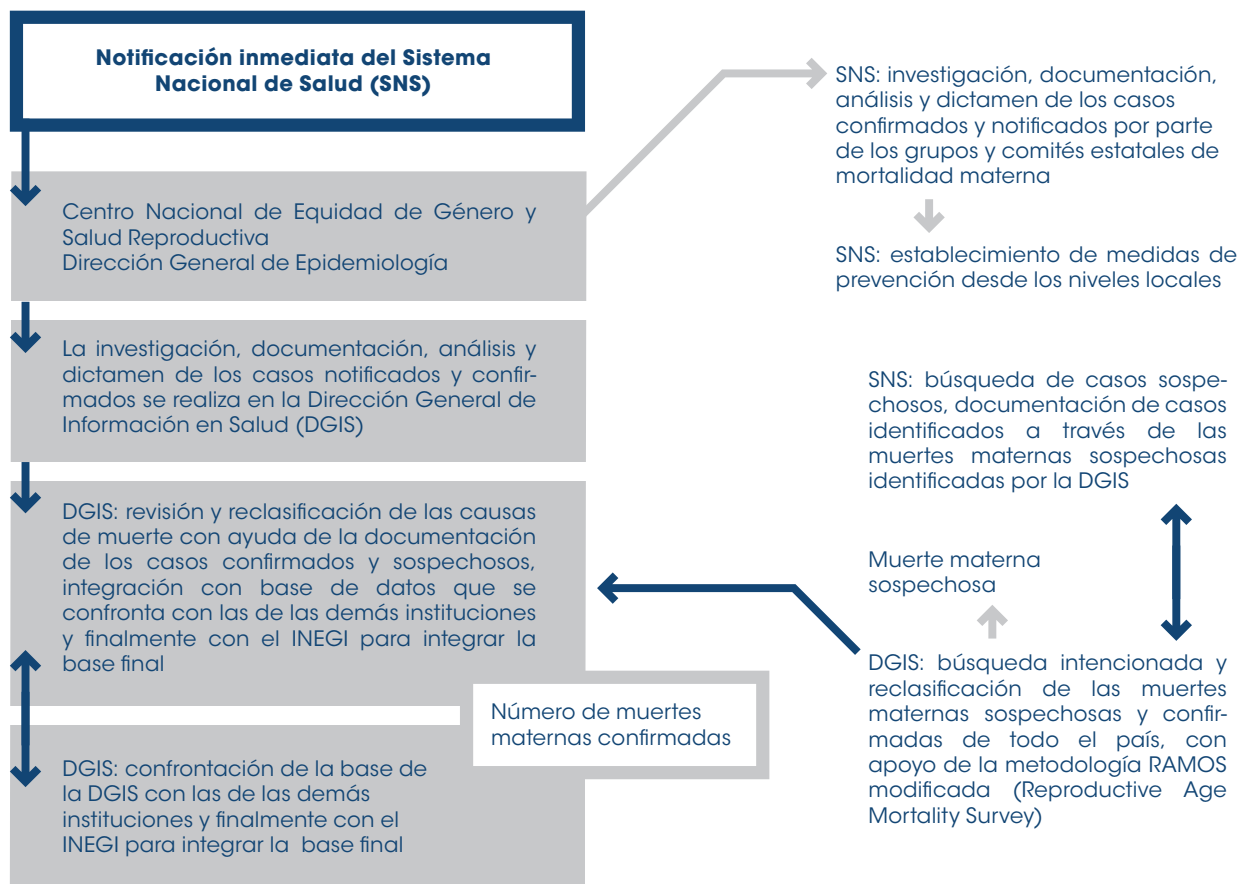 Notificación inmediata del Sistema
Nacional de Salud (SNS)
Centro Nacional de Equidad de Género y
Salud Reproductiva
Dirección General de Epidemiología
La investigación, documentación, análisis y
dictamen de los casos notificados y confir-
mados se realiza en la Dirección General de
Información en Salud (DGIS)
DGIS: revisión y reclasificación de las causas
de muerte con ayuda de la documentación
de los casos confirmados y sospechosos,
integración con base de datos que se
confronta con las de las demás instituciones
y finalmente con el INEGI para integrar la
base final
Número de muertes
maternas confirmadas
DGIS: confrontación de la base de
la DGIS con las de las demás
instituciones y finalmente con el
INEGI para integrar la base final
SNS: investigación, documentación,
análisis y dictamen de los casos
confirmados y notificados por parte
de los grupos y comités estatales de
mortalidad materna
SNS: establecimiento de medidas de
prevención desde los niveles locales
SNS: búsqueda de casos sospe-
chosos, documentación de casos
identificados a través de las
muertes maternas sospechosas
identificadas por la DGIS
Muerte materna
sospechosa
DGIS: búsqueda intencionada y
reclasificación de las muertes
maternas sospechosas y confir-
madas de todo el país, con
apoyo de la metodología RAMOS
modificada (Reproductive Age
Mortality Survey)